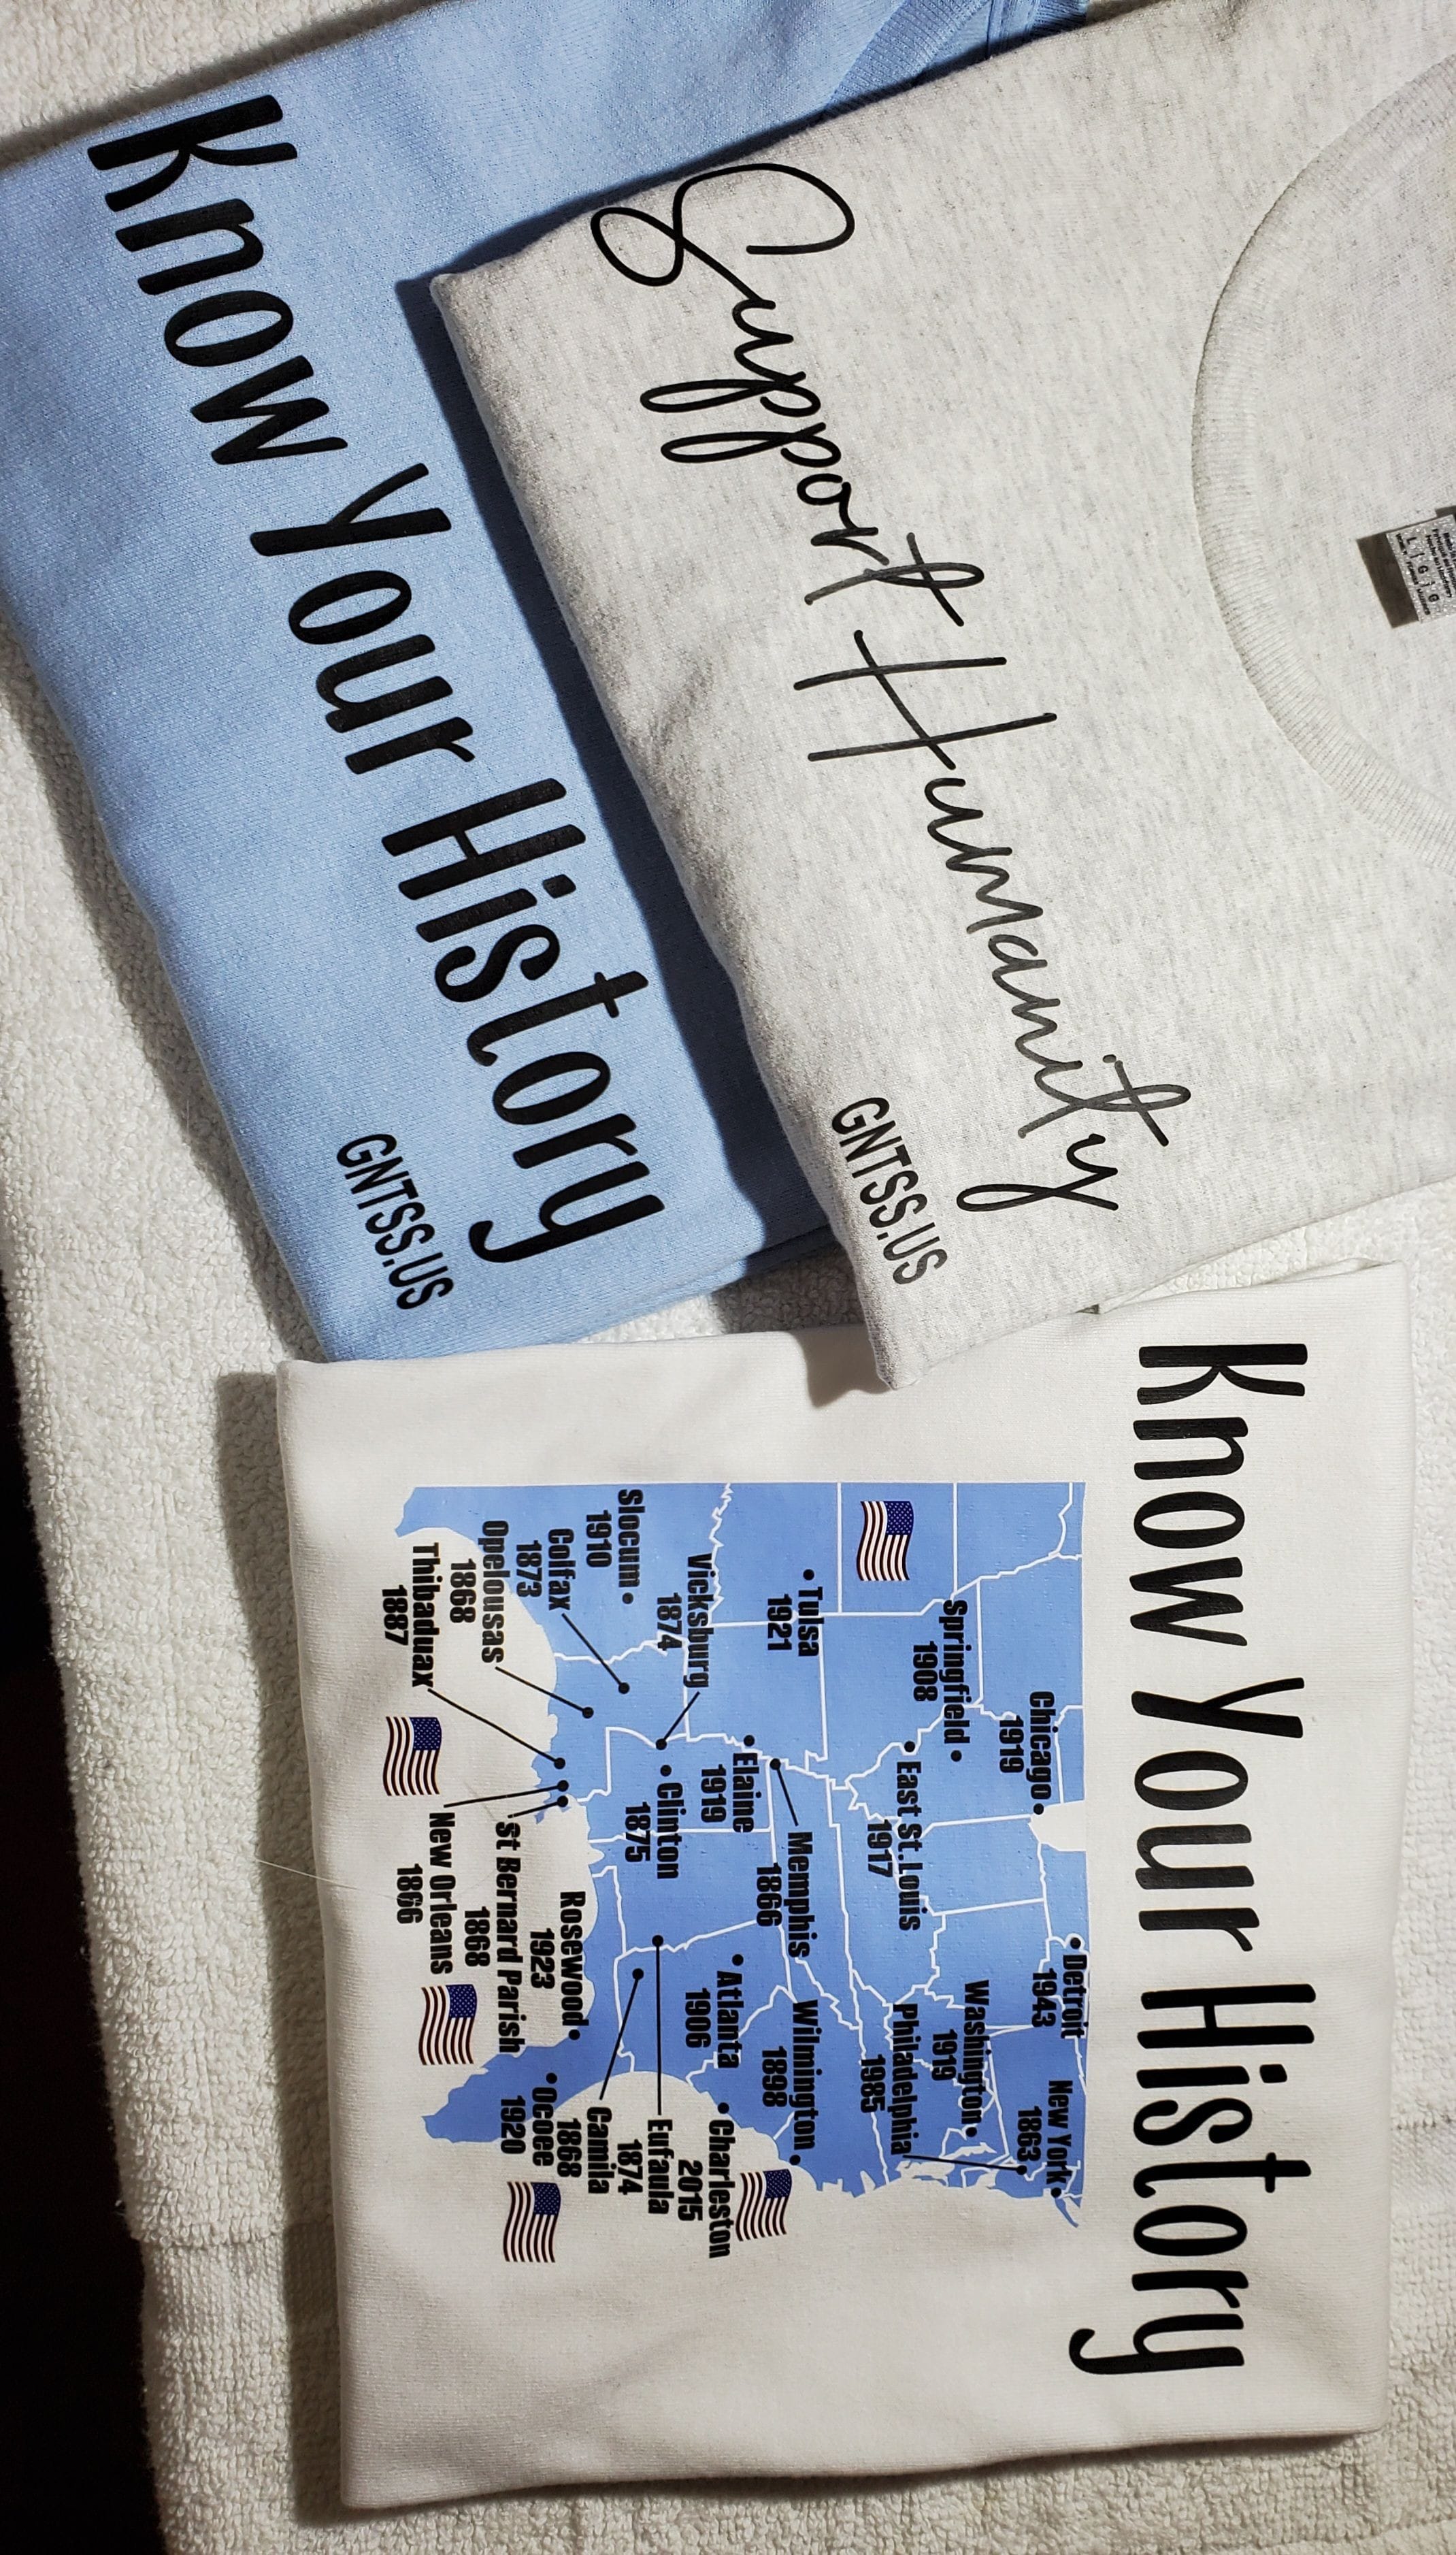 Know Your History
GNTSS.US
Support Humanity
GNTSS.US
L | G | G
Know Your History
Chicago
1919
Detroit
1943
New York
1863
Springfield
1908
Washington
1919
East St.Louis
1917
Philadelphia
1985
Tulsa
1921
Memphis
1866
Wilmington
1898
Elaine
1919
Atlanta
1906
Charleston
2015
Vicksburg
1874
Clinton
1875
Eufaula
1874
Slocum
1910
Camila
1868
Colfax
1873
Rosewood
1923
Ocoee
1920
Opelousas
1868
St Bernard Parish
1868
Thibaduax
1887
New Orleans
1866